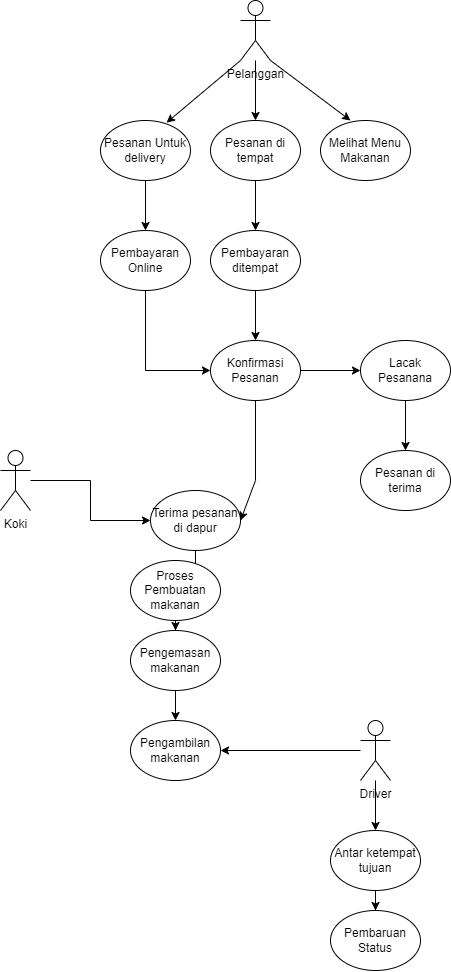 Pelanggan
Pesanan Untuk
delivery
Pesanan di
tempat
Melihat Menu
Makanan
Pembayaran
Online
Pembayaran
ditempat
Konfirmasi
Pesanan
Lacak
Pesanana
Pesanan di
terima
Koki
Terima pesanan
di dapur
Proses
Pembuatan
makanan
Pengemasan
makanan
Pengambilan
makanan
Driver
Antar ketempat
tujuan
Pembaruan
Status